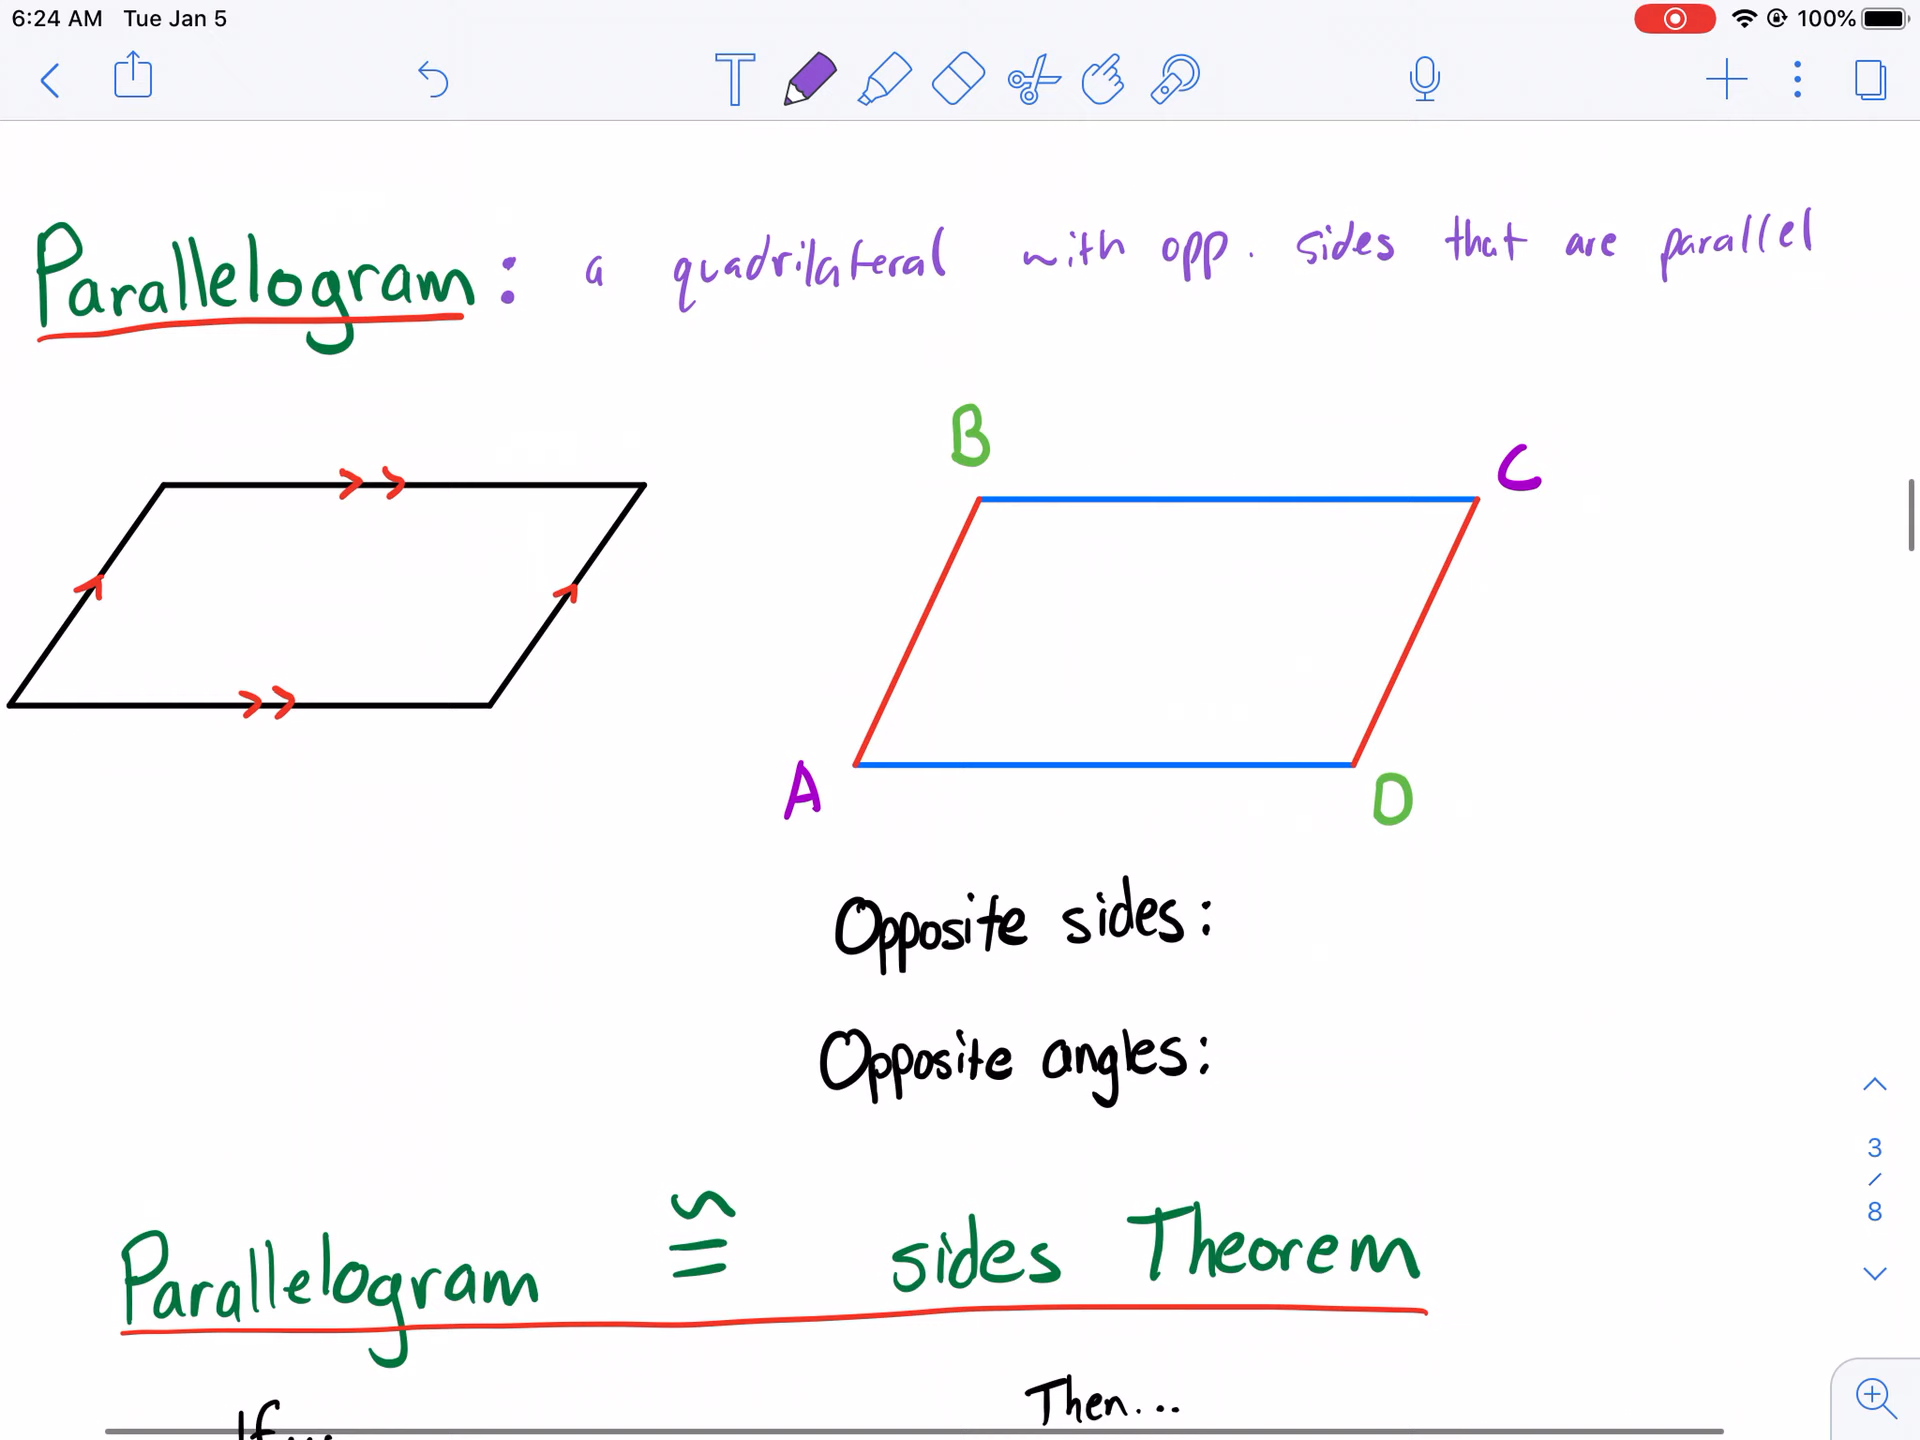 6:24 AM Tue Jan 5 100%
Parallelogram: a quadrilateral with opp. sides that are parallel
B
C
A
D
Opposite sides:
Opposite angles:
3
/
8
Parallelogram ≅ sides Theorem
If... Then...